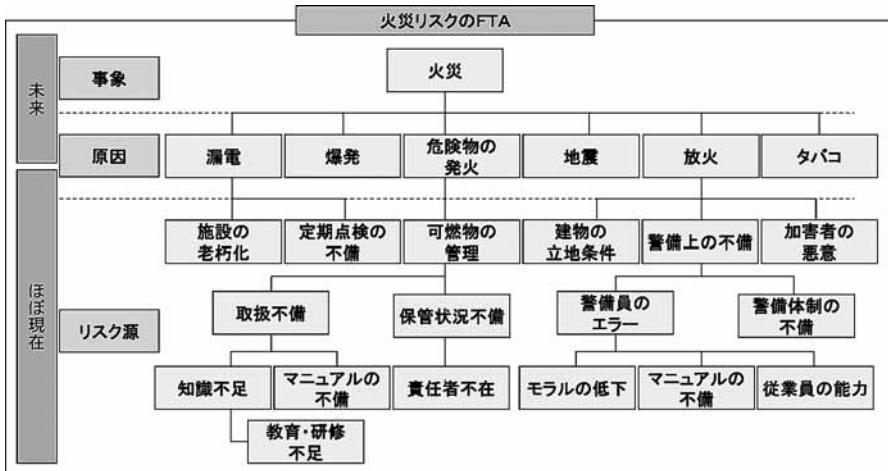 火災リスクのFTA
未来
事象
火災
原因
漏電
爆発
危険物の
発火
地震
放火
タバコ
ほぼ現在
リスク源
施設の
老朽化
定期点検の
不備
可燃物の
管理
建物の
立地条件
警備上の不備
加害者の
悪意
取扱不備
保管状況不備
警備員の
エラー
警備体制の
不備
知識不足
マニュアルの
不備
責任者不在
モラルの低下
マニュアルの
不備
従業員の能力
教育・研修
不足